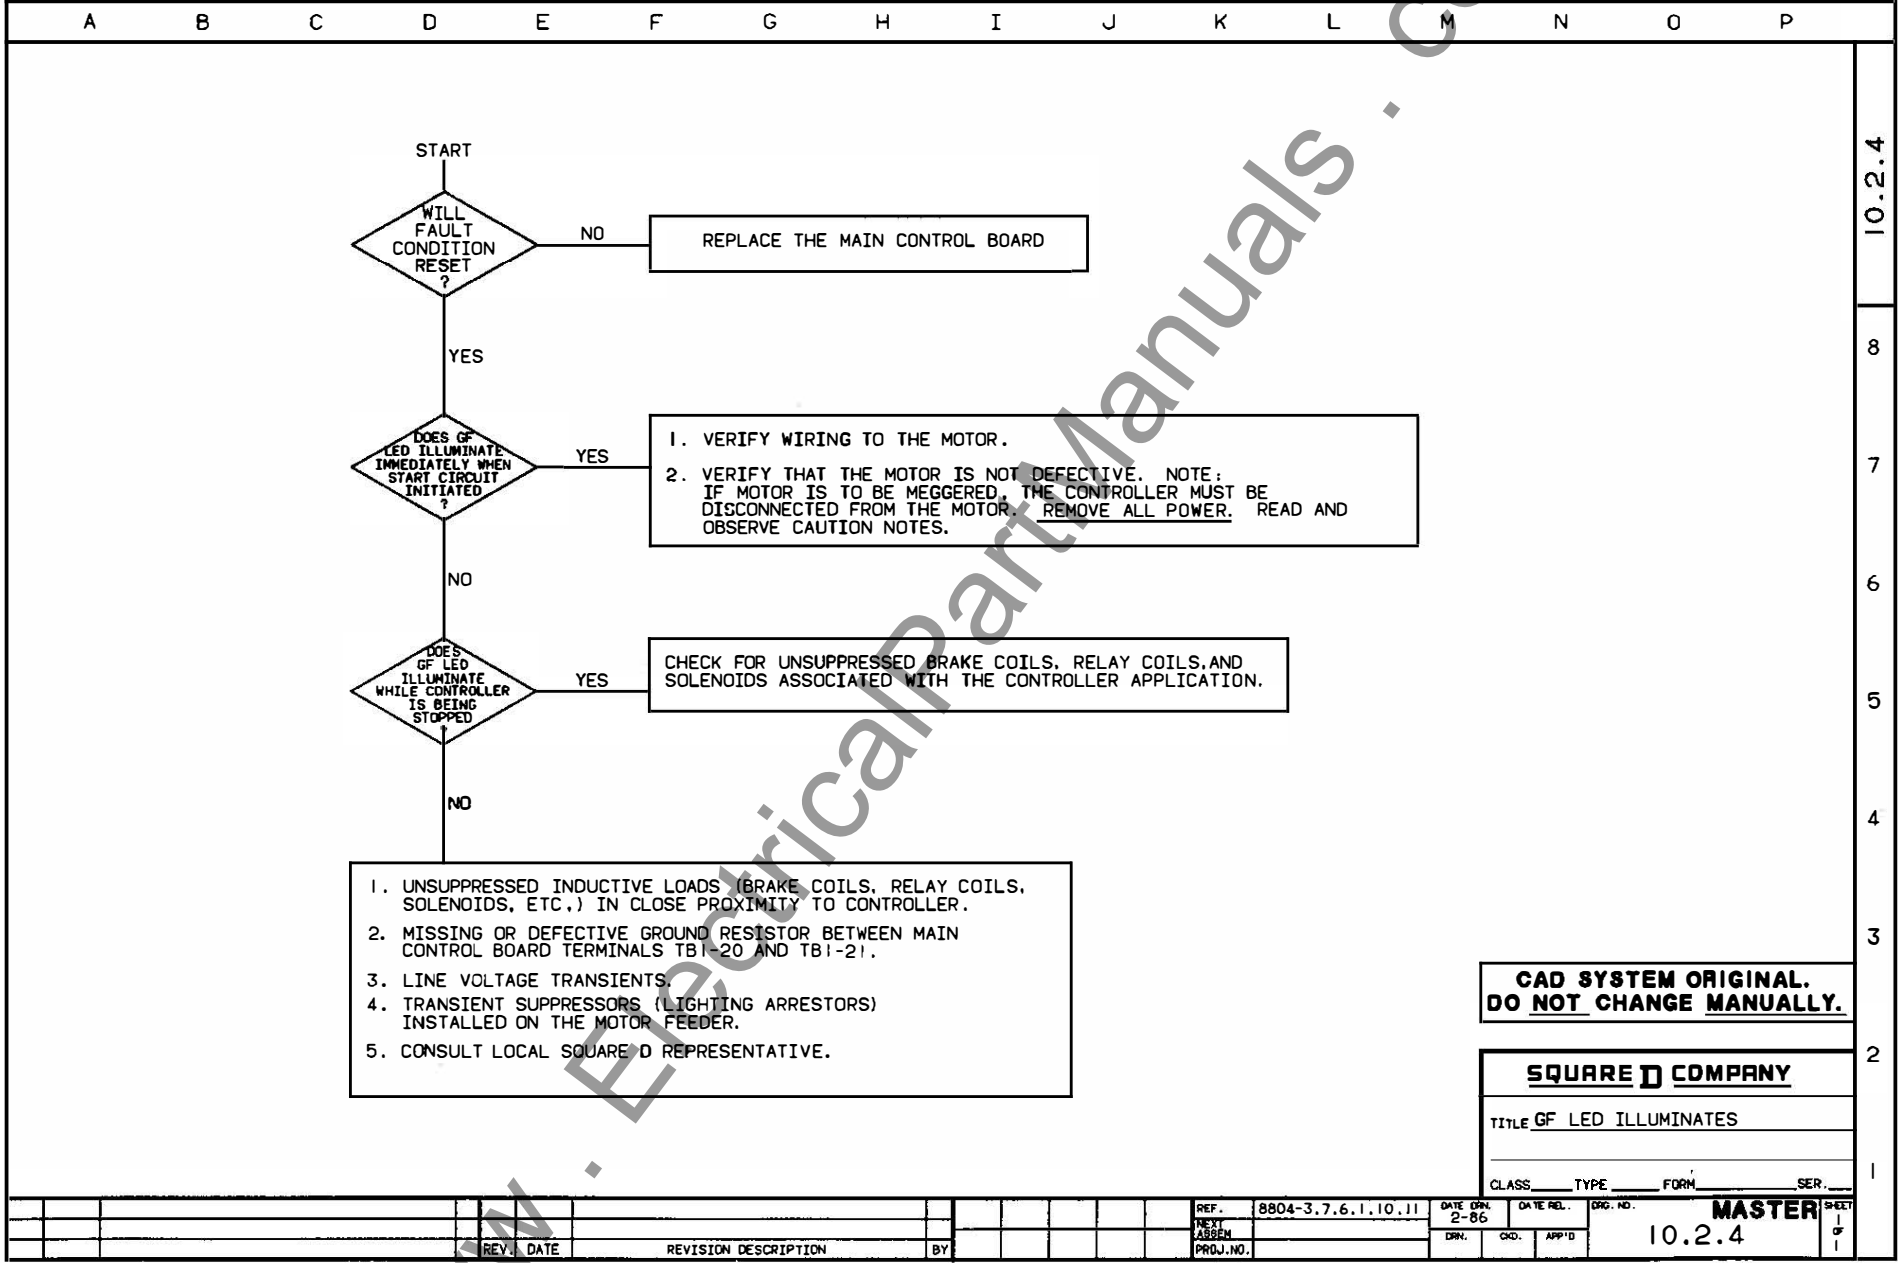 A B C D E F G H I J K L M N O P
10.2.4
8
7
6
5
4
3
2
1
START
WILL
FAULT
CONDITION
RESET
?
NO
REPLACE THE MAIN CONTROL BOARD
YES
DOES GF
LED ILLUMINATE
IMMEDIATELY WHEN
START CIRCUIT
INITIATED
?
YES
1. VERIFY WIRING TO THE MOTOR.
2. VERIFY THAT THE MOTOR IS NOT DEFECTIVE. NOTE:
IF MOTOR IS TO BE MEGGERED, THE CONTROLLER MUST BE
DISCONNECTED FROM THE MOTOR. REMOVE ALL POWER. READ AND
OBSERVE CAUTION NOTES.
NO
DOES
GF LED
ILLUMINATE
WHILE CONTROLLER
IS BEING
STOPPED
?
YES
CHECK FOR UNSUPPRESSED BRAKE COILS, RELAY COILS,AND
SOLENOIDS ASSOCIATED WITH THE CONTROLLER APPLICATION.
NO
1. UNSUPPRESSED INDUCTIVE LOADS (BRAKE COILS, RELAY COILS,
SOLENOIDS, ETC.) IN CLOSE PROXIMITY TO CONTROLLER.
2. MISSING OR DEFECTIVE GROUND RESISTOR BETWEEN MAIN
CONTROL BOARD TERMINALS TB1-20 AND TB1-21.
3. LINE VOLTAGE TRANSIENTS.
4. TRANSIENT SUPPRESSORS (LIGHTING ARRESTORS)
INSTALLED ON THE MOTOR FEEDER.
5. CONSULT LOCAL SQUARE D REPRESENTATIVE.
CAD SYSTEM ORIGINAL.
DO NOT CHANGE MANUALLY.
SQUARE D COMPANY
TITLE GF LED ILLUMINATES
CLASS TYPE FORM SER.
REV. DATE REVISION DESCRIPTION BY
REF. 8804-3.7.6.1.10.11
NEXT
ASSEM
PROJ.NO.
DATE DRN. 2-86
DATE REL.
DRN. CKD. APP'D
DRG. NO. MASTER
10.2.4
SHEET
1
OF
1
w . ElectricalPartManuals . co